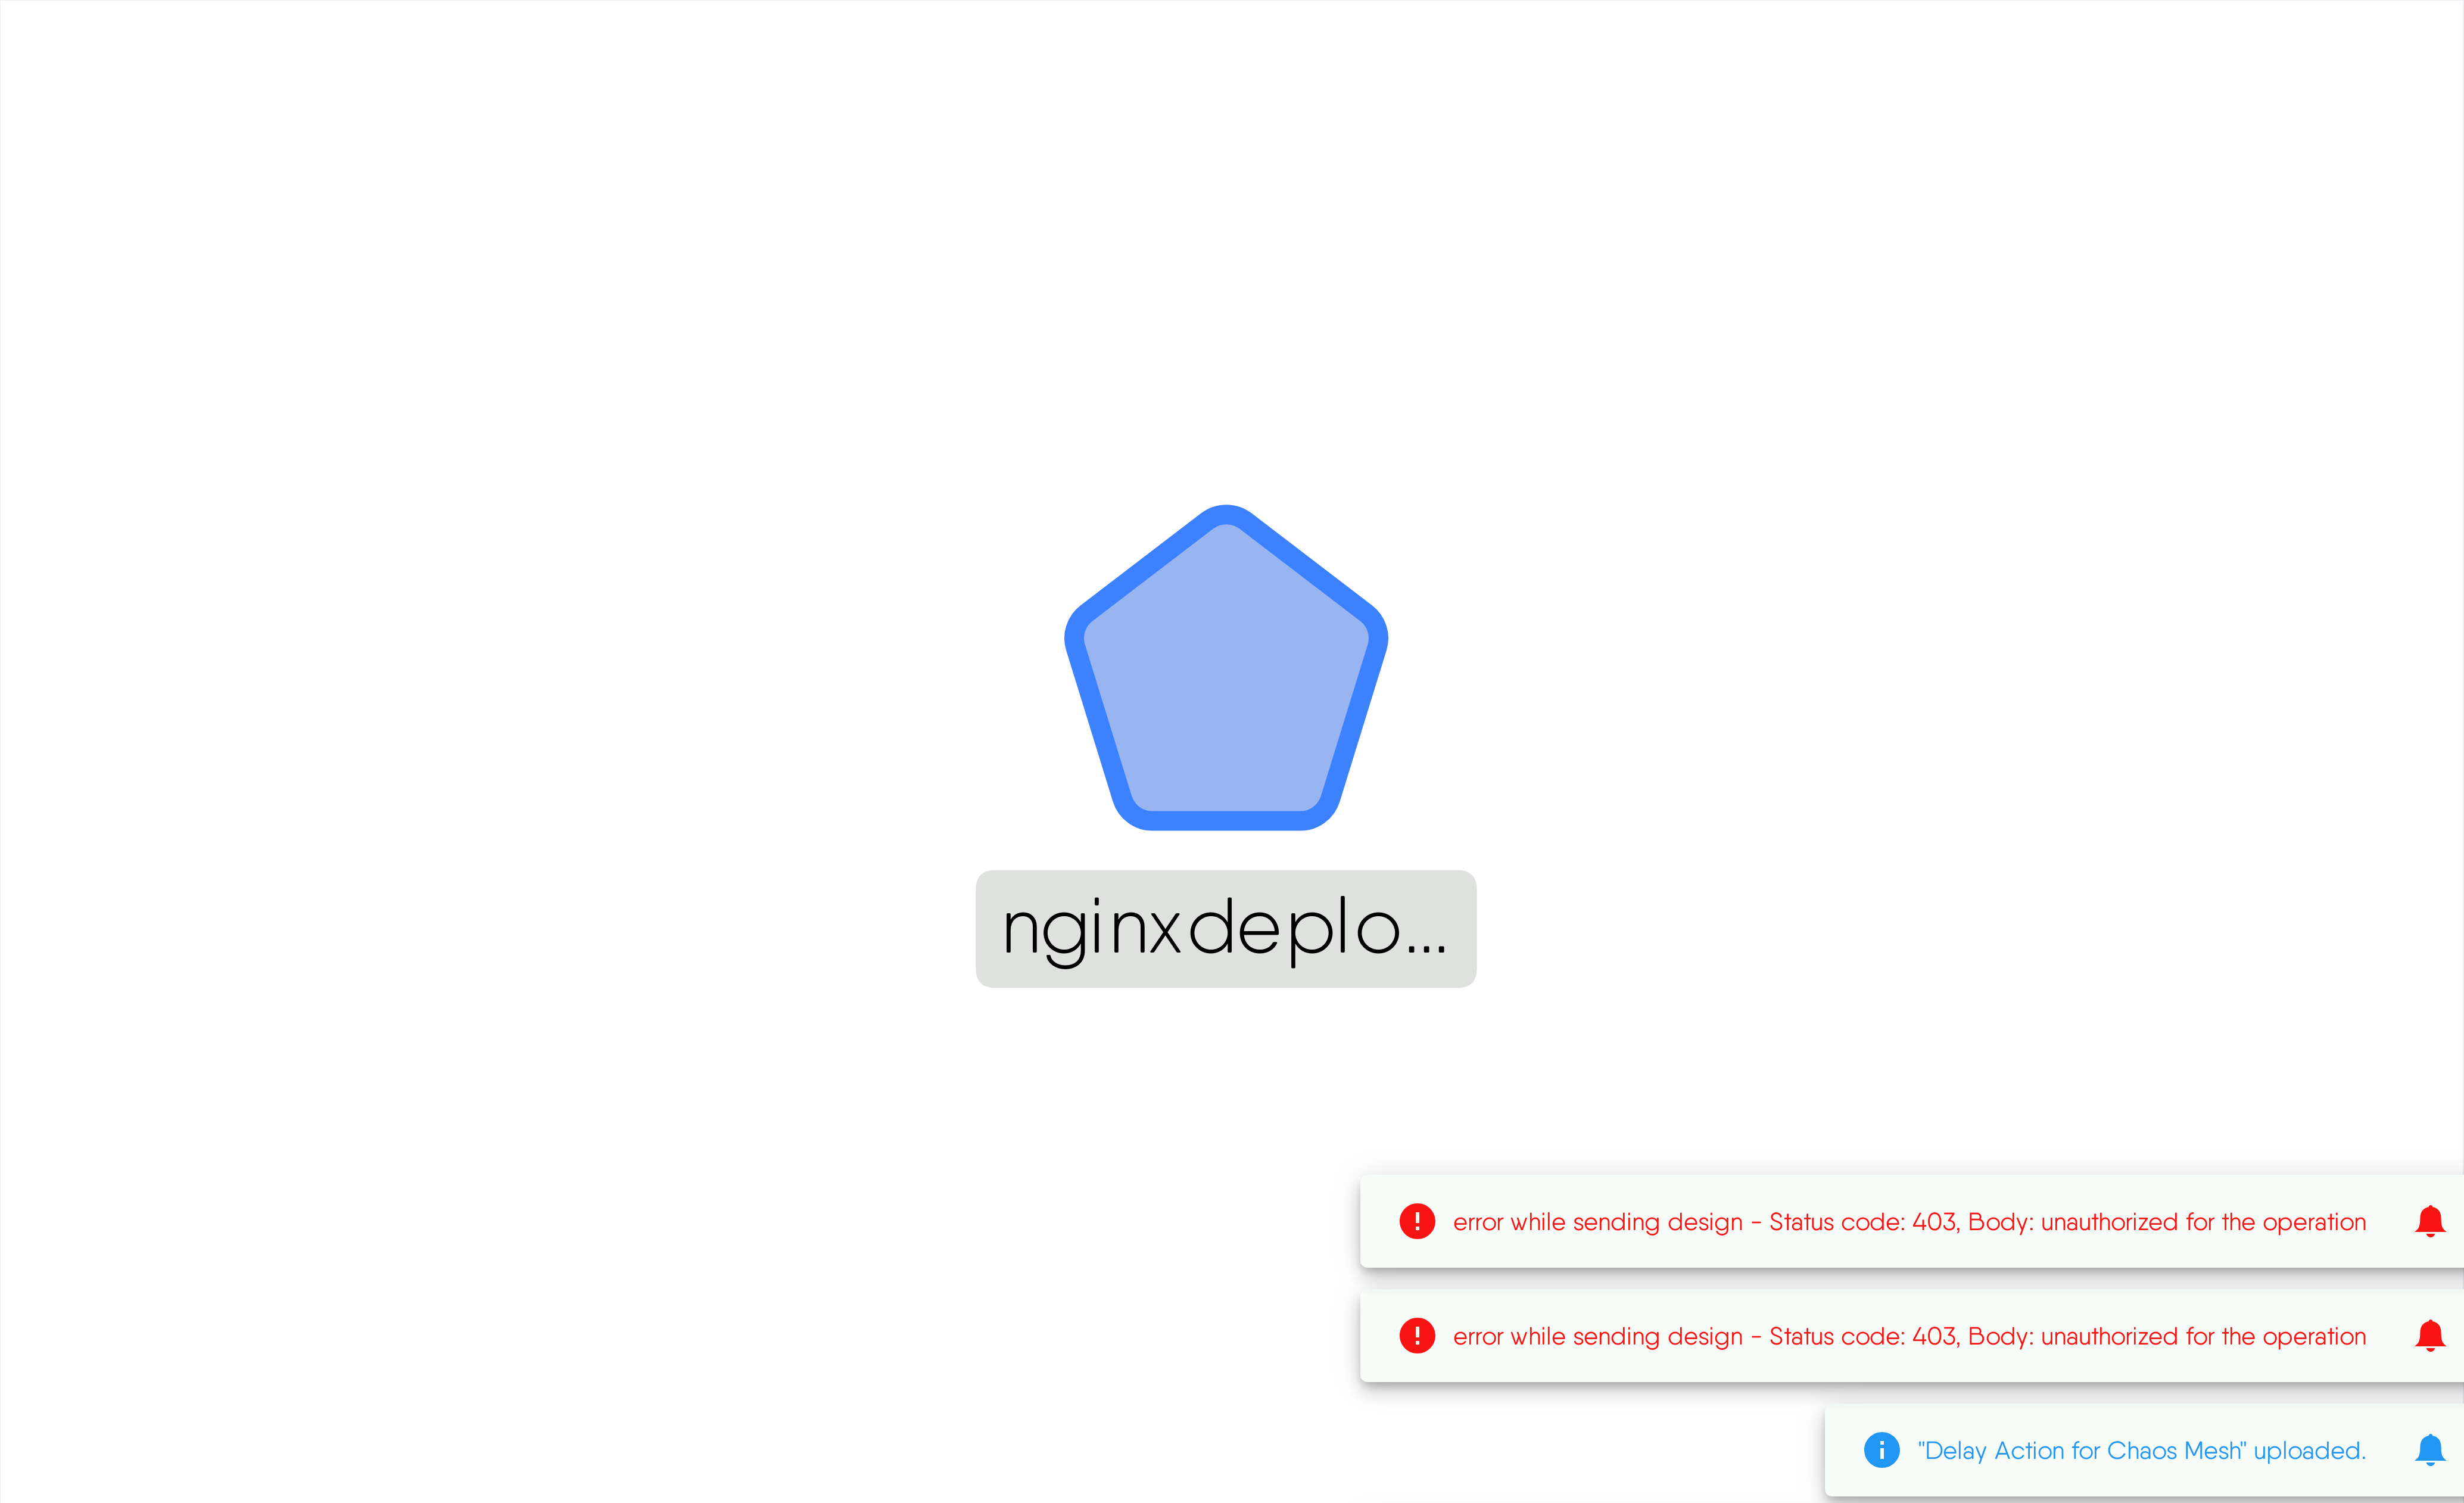 nginxdeplo...
error while sending design - Status code: 403, Body: unauthorized for the operation
error while sending design - Status code: 403, Body: unauthorized for the operation
"Delay Action for Chaos Mesh" uploaded.